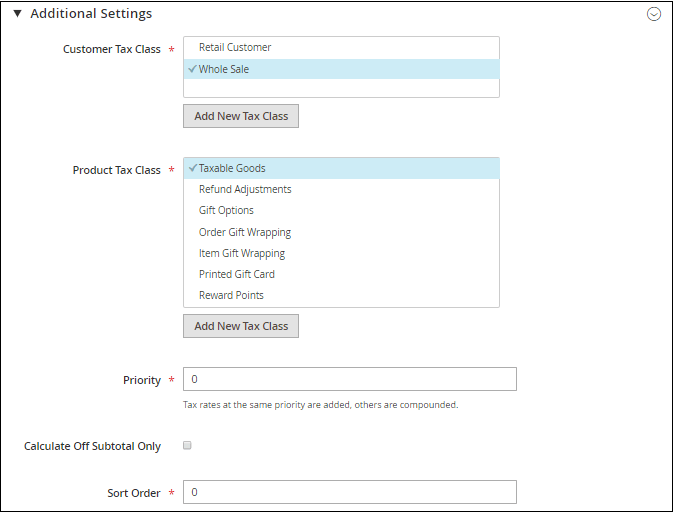 Additional Settings
Customer Tax Class *
Retail Customer
Whole Sale
Add New Tax Class
Product Tax Class *
Taxable Goods
Refund Adjustments
Gift Options
Order Gift Wrapping
Item Gift Wrapping
Printed Gift Card
Reward Points
Add New Tax Class
Priority * 0
Tax rates at the same priority are added, others are compounded.
Calculate Off Subtotal Only
Sort Order * 0